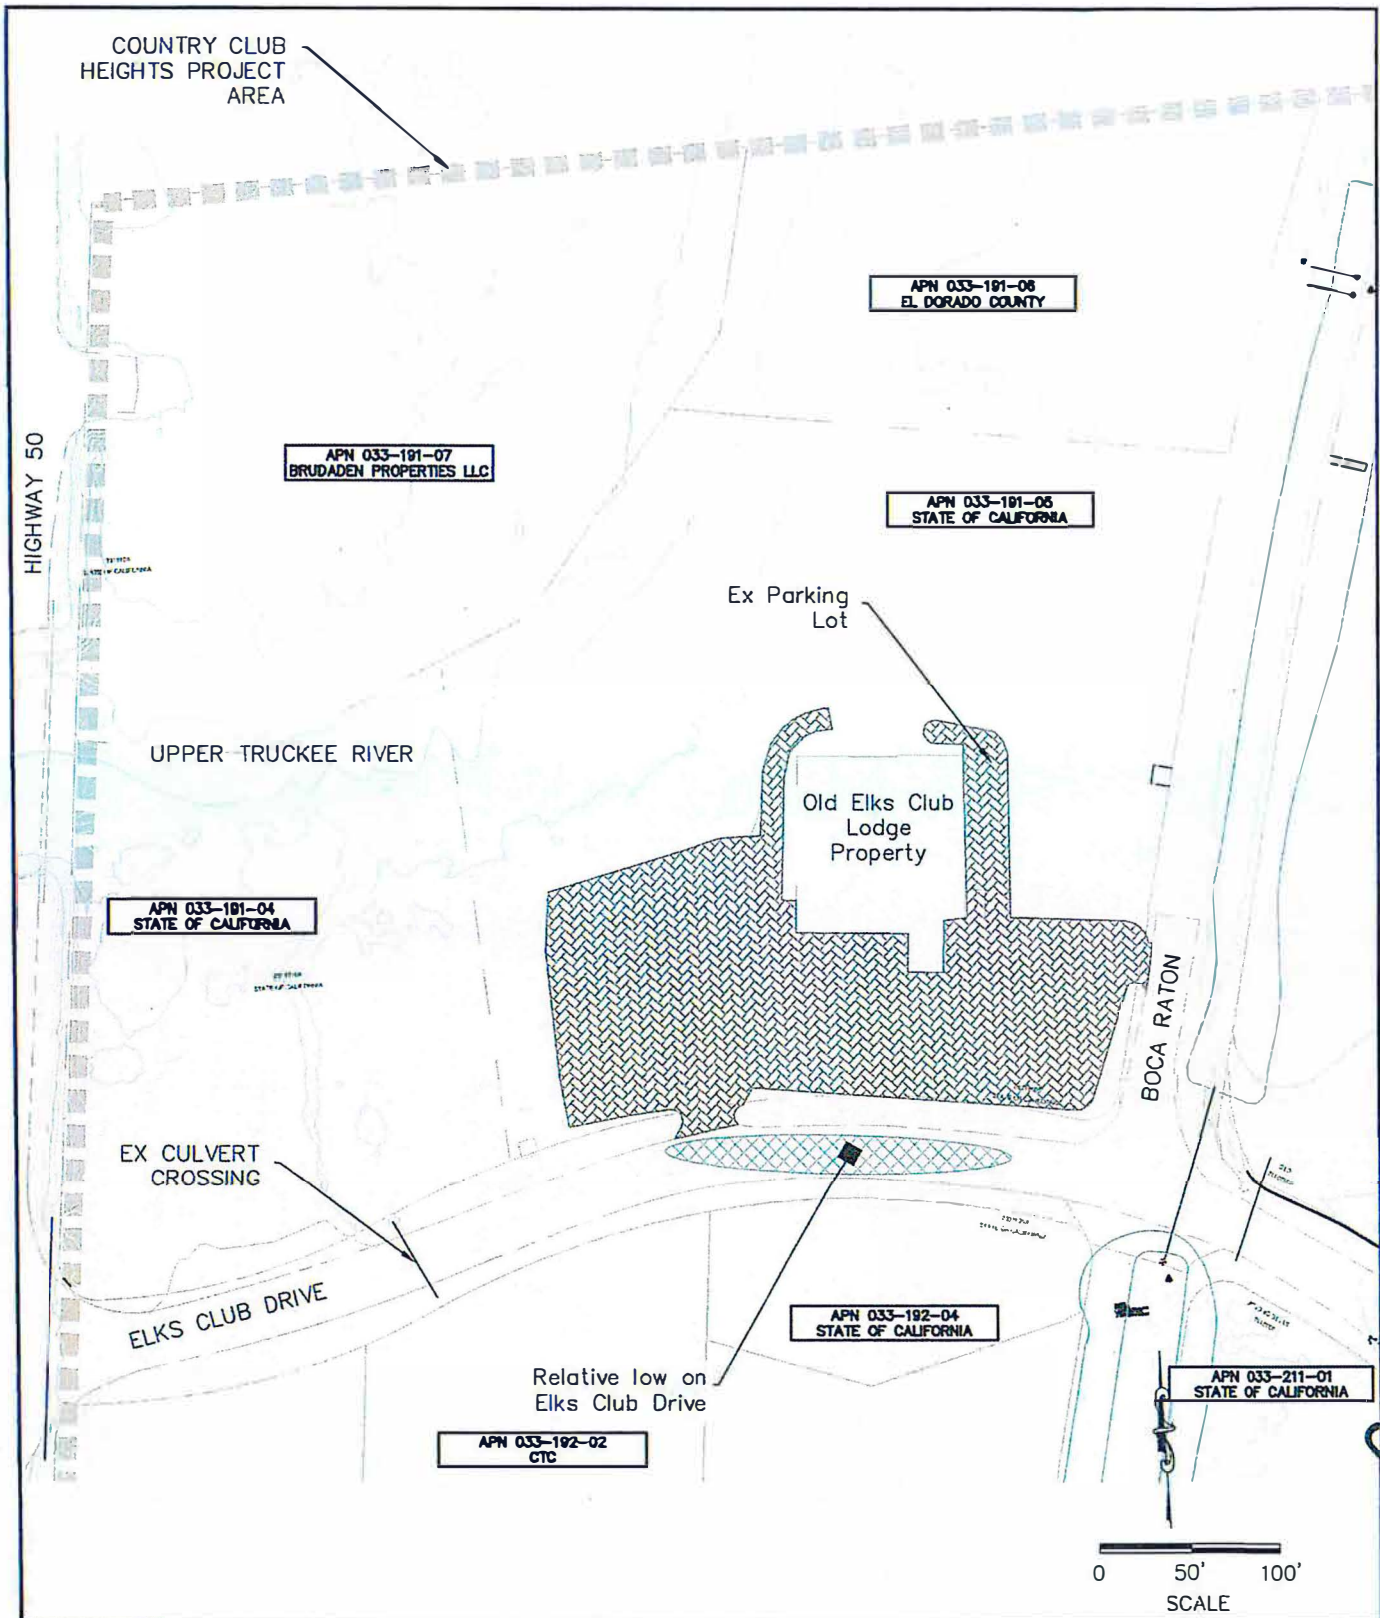 COUNTRY CLUB
HEIGHTS PROJECT
AREA
APN 033-191-06
EL DORADO COUNTY
HIGHWAY 50
APN 033-191-07
BRUDADEN PROPERTIES LLC
APN 033-191-05
STATE OF CALIFORNIA
Ex Parking
Lot
UPPER TRUCKEE RIVER
Old Elks Club
Lodge
Property
APN 033-191-04
STATE OF CALIFORNIA
STATE OF CALIFORNIA
BOCA RATON
EX CULVERT
CROSSING
ELKS CLUB DRIVE
APN 033-192-04
STATE OF CALIFORNIA
Relative low on
Elks Club Drive
APN 033-211-01
STATE OF CALIFORNIA
APN 033-192-02
CTC
0 50' 100'
SCALE